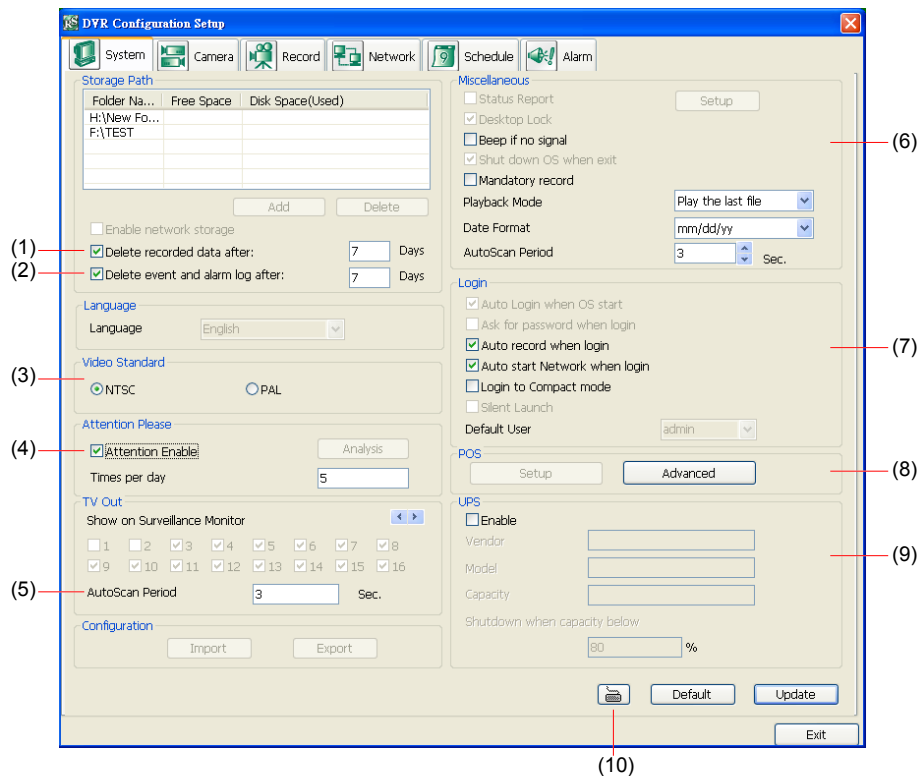 DVR Configuration Setup
System Camera Record Network Schedule Alarm
Storage Path
Folder Na... Free Space Disk Space(Used)
H:\New Fo...
F:\TEST
Add Delete
Enable network storage
(1) Delete recorded data after: 7 Days
(2) Delete event and alarm log after: 7 Days
Language
Language English
Video Standard
(3) NTSC PAL
Attention Please
(4) Attention Enable Analysis
Times per day 5
TV Out
Show on Surveillance Monitor
1 2 3 4 5 6 7 8
9 10 11 12 13 14 15 16
(5) AutoScan Period 3 Sec.
Configuration
Import Export
Miscellaneous
Status Report Setup
Desktop Lock
Beep if no signal (6)
Shut down OS when exit
Mandatory record
Playback Mode Play the last file
Date Format mm/dd/yy
AutoScan Period 3 Sec.
Login
Auto Login when OS start
Ask for password when login
Auto record when login (7)
Auto start Network when login
Login to Compact mode
Silent Launch
Default User admin
POS
Setup Advanced (8)
UPS
Enable
Vendor
(9)
Model
Capacity
Shutdown when capacity below
80 %
Default Update
Exit
(10)